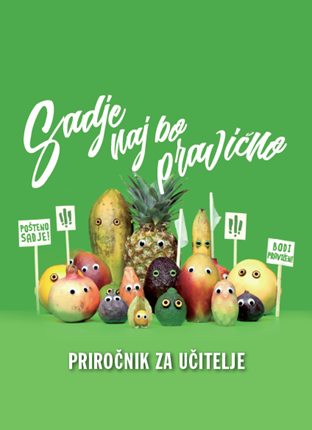 Sadje
naj bo
pravično
POŠTENO
SADJE!
!!!
!!!
BODI
PRAVIČEN!
PRIROČNIK ZA UČITELJE